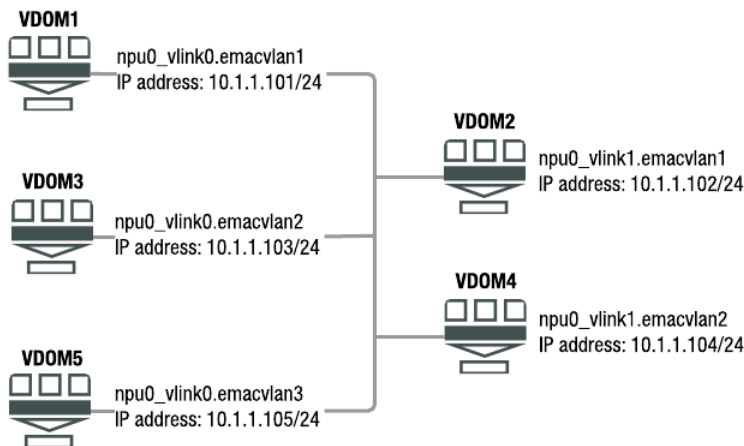 VDOM1
npu0_vlink0.emacvlan1
IP address: 10.1.1.101/24
VDOM2
npu0_vlink1.emacvlan1
IP address: 10.1.1.102/24
VDOM3
npu0_vlink0.emacvlan2
IP address: 10.1.1.103/24
VDOM4
npu0_vlink1.emacvlan2
IP address: 10.1.1.104/24
VDOM5
npu0_vlink0.emacvlan3
IP address: 10.1.1.105/24